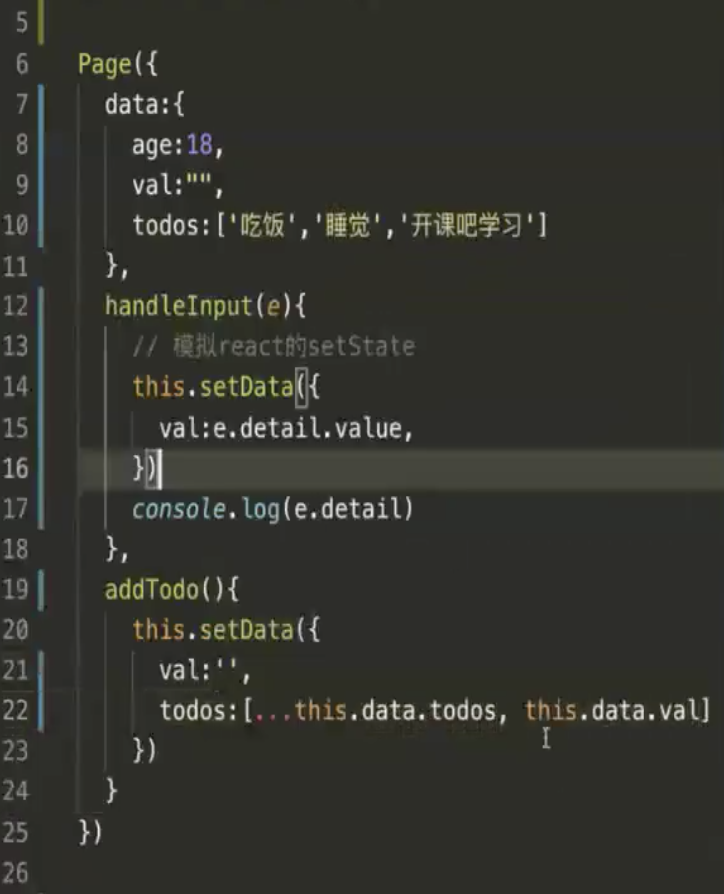 5
6 Page({
7 data:{
8 age:18,
9 val:"",
10 todos:['吃饭','睡觉','开课吧学习']
11 },
12 handleInput(e){
13 // 模拟react的setState
14 this.setData({
15 val:e.detail.value,
16 })
17 console.log(e.detail)
18 },
19 addTodo(){
20 this.setData({
21 val:'',
22 todos:[...this.data.todos, this.data.val]
23 })
24 }
25 })
26